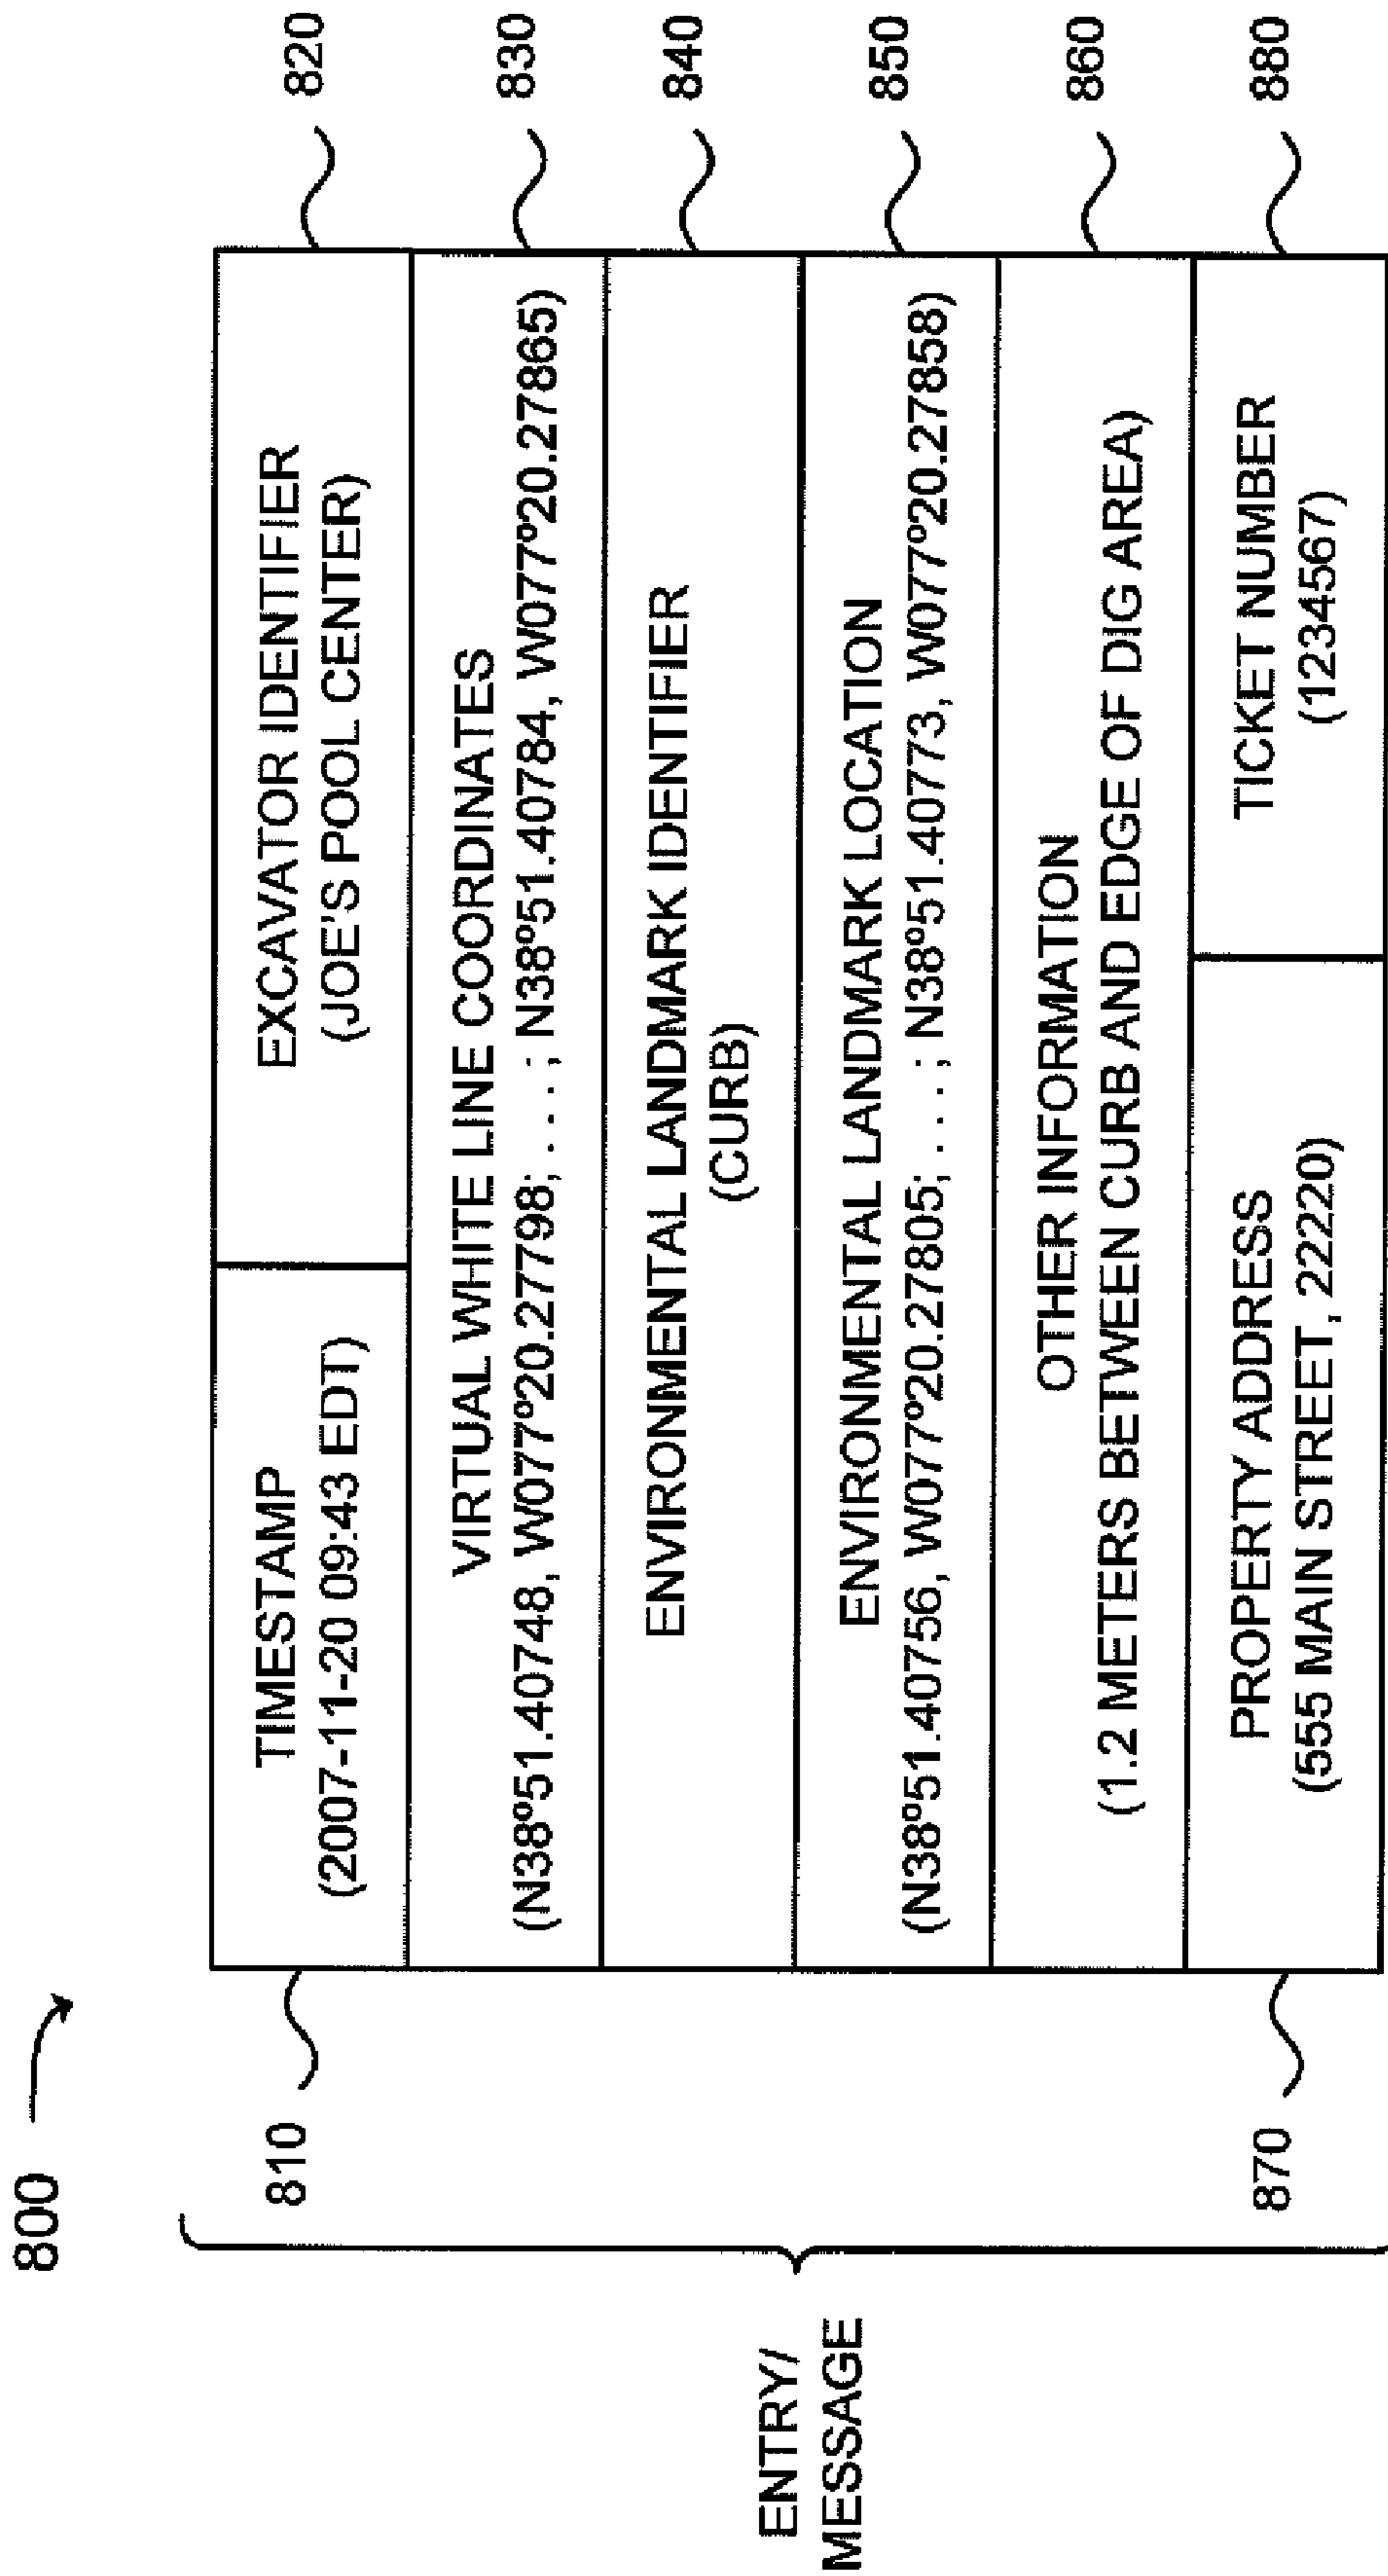 800
ENTRY/
MESSAGE
810
TIMESTAMP
(2007-11-20 09:43 EDT)
EXCAVATOR IDENTIFIER
(JOE'S POOL CENTER)
820
VIRTUAL WHITE LINE COORDINATES
(N38°51.40748, W077°20.27798; . . . ; N38°51.40784, W077°20.27865)
830
ENVIRONMENTAL LANDMARK IDENTIFIER
(CURB)
840
ENVIRONMENTAL LANDMARK LOCATION
(N38°51.40756, W077°20.27805; . . . ; N38°51.40773, W077°20.27858)
850
OTHER INFORMATION
(1.2 METERS BETWEEN CURB AND EDGE OF DIG AREA)
860
870
PROPERTY ADDRESS
(555 MAIN STREET, 22220)
TICKET NUMBER
(1234567)
880